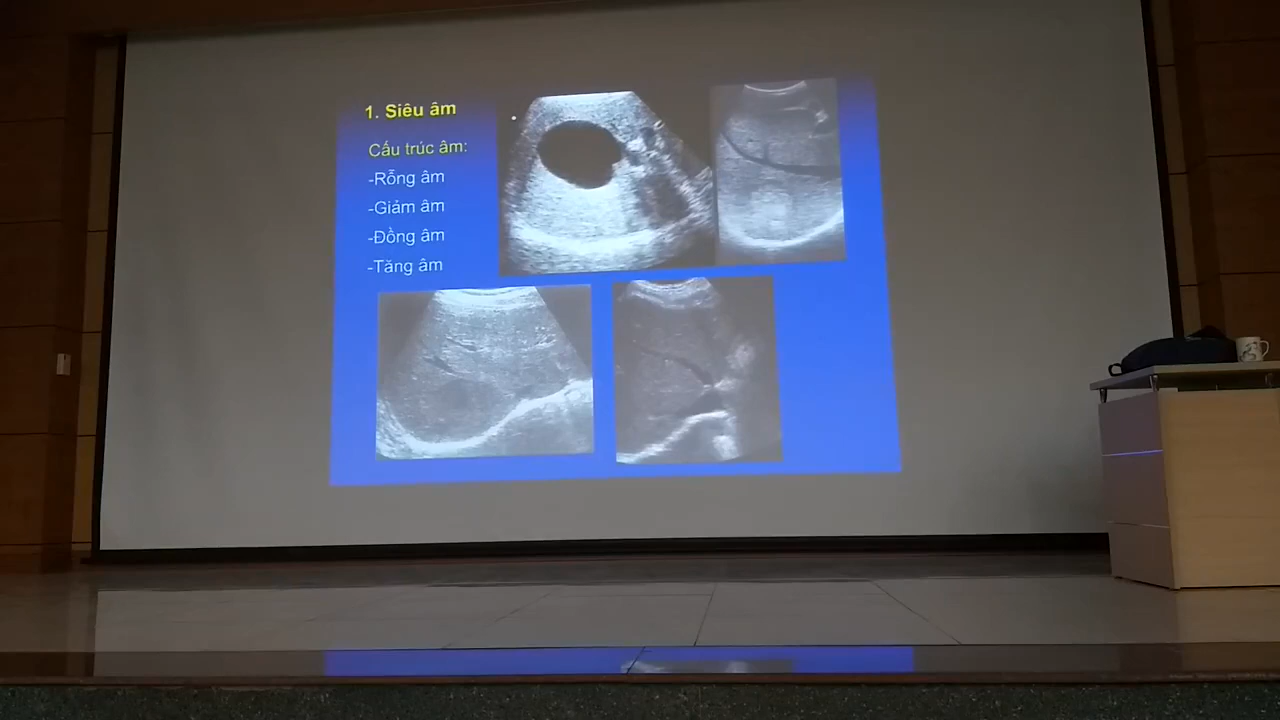 1. Siêu âm
Cấu trúc âm:
-Rỗng âm
-Giảm âm
-Đồng âm
-Tăng âm